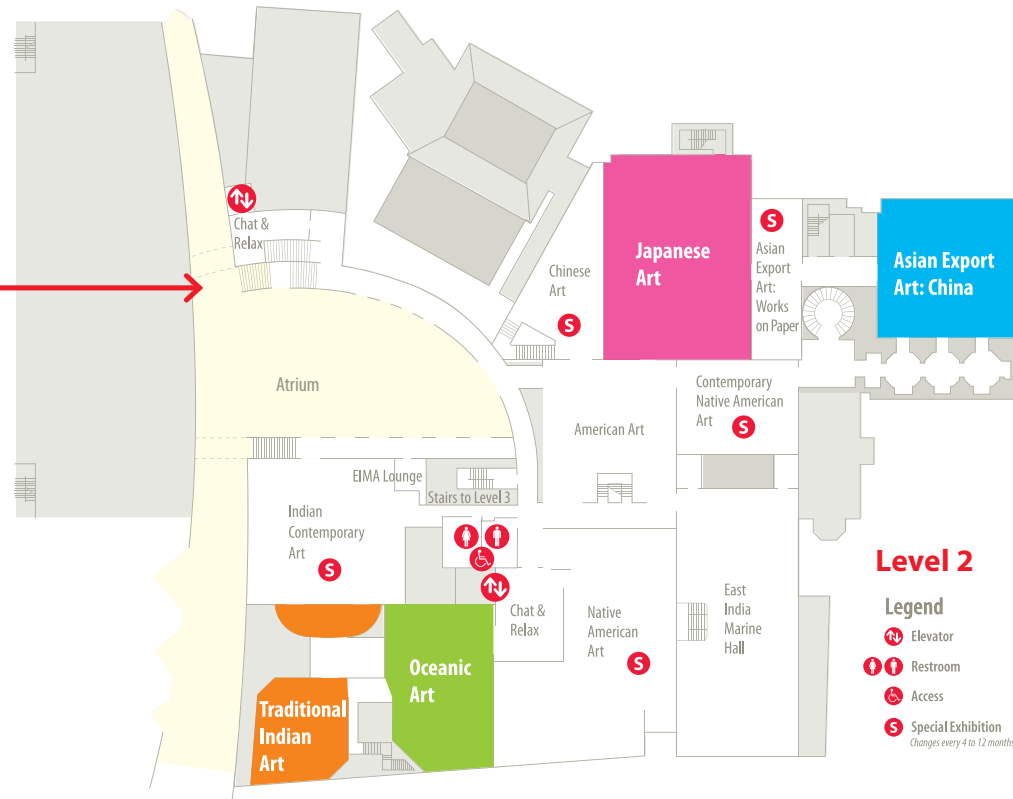 Chat &
Relax
Chinese
Art
S
Japanese
Art
S
Asian
Export
Art:
Works
on Paper
Asian Export
Art: China
Atrium
American Art
Contemporary
Native American
Art
S
EIMA Lounge
Stairs to Level 3
Indian
Contemporary
Art
S
Chat &
Relax
Native
American
Art
S
East
India
Marine
Hall
Oceanic
Art
Traditional
Indian
Art
Level 2
Legend
Elevator
Restroom
Access
S Special Exhibition
Changes every 4 to 12 months